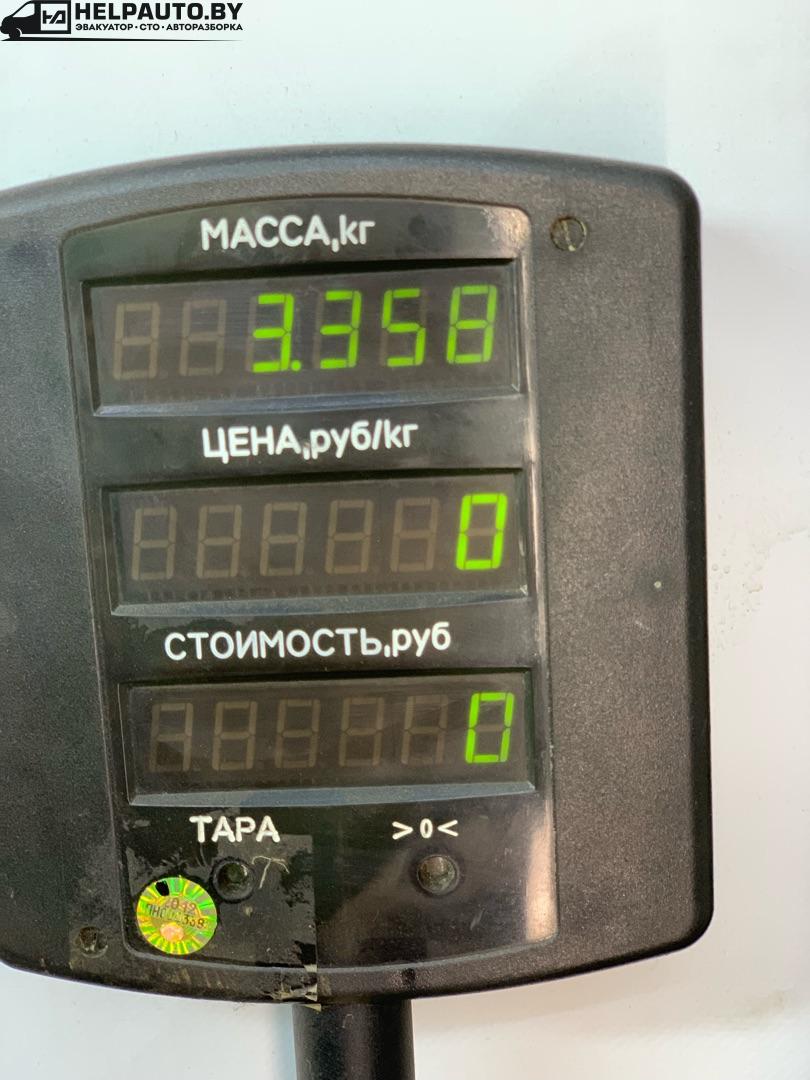 HELPAUTO.BY
ЭВАКУАТОР • СТО • АВТОРАЗБОРКА
МАССА,кг
3.358
ЦЕНА,руб/кг
0
СТОИМОСТЬ,руб
0
ТАРА >0<